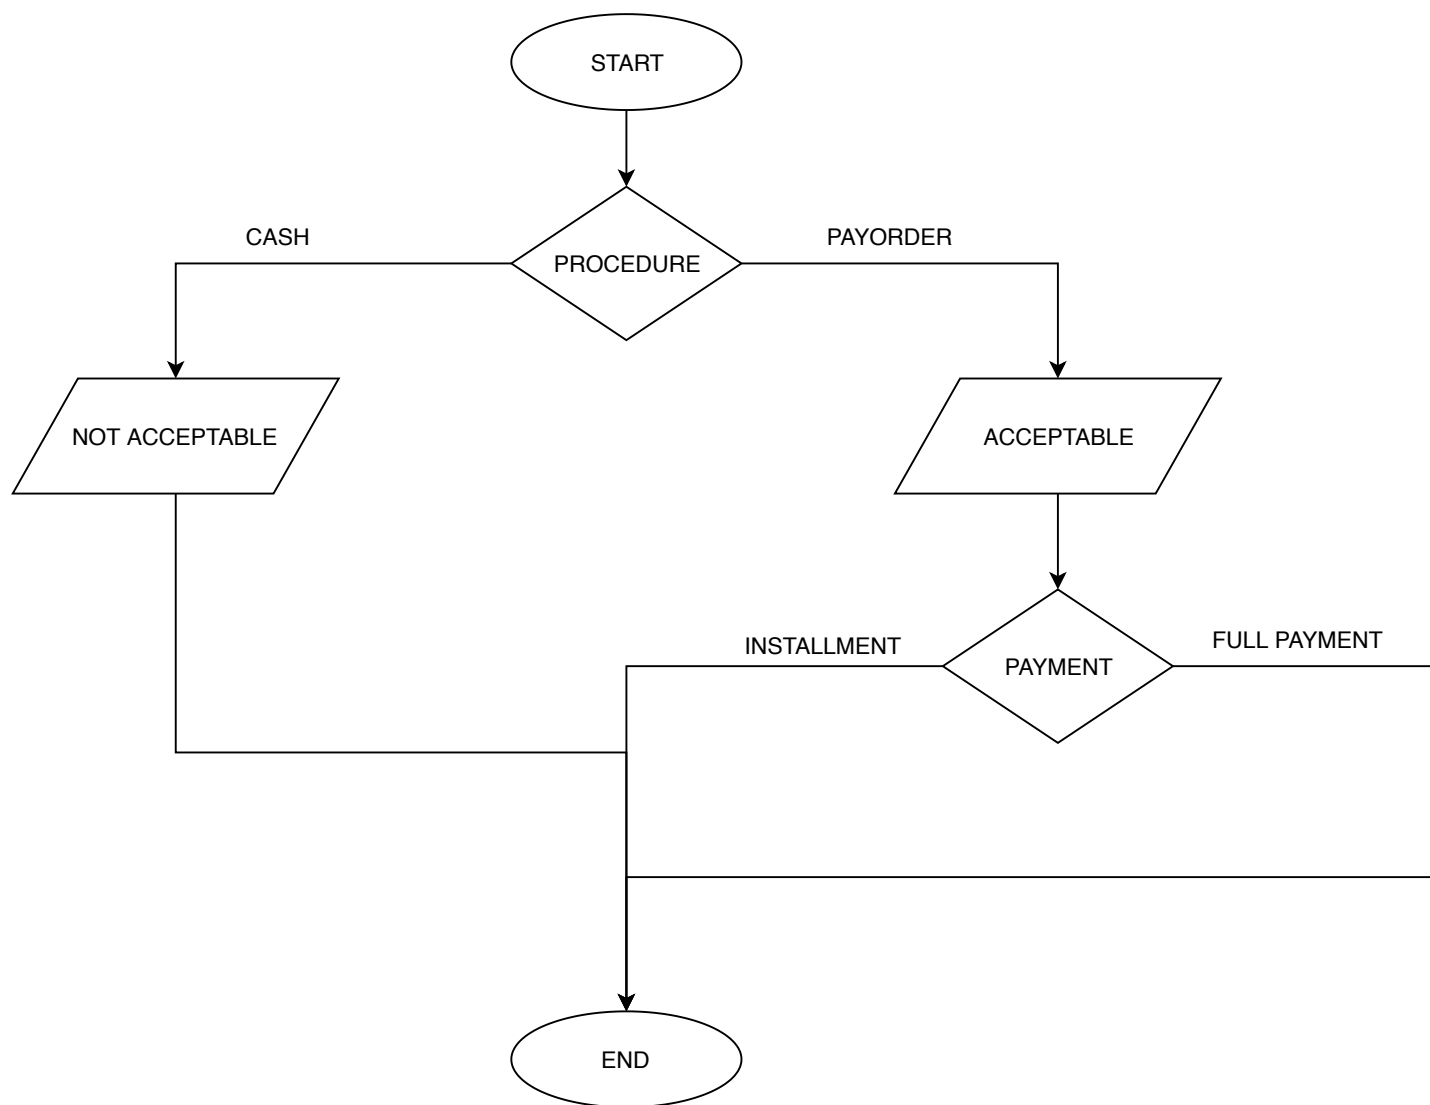 START
CASH
PAYORDER
PROCEDURE
NOT ACCEPTABLE
ACCEPTABLE
INSTALLMENT
FULL PAYMENT
PAYMENT
END